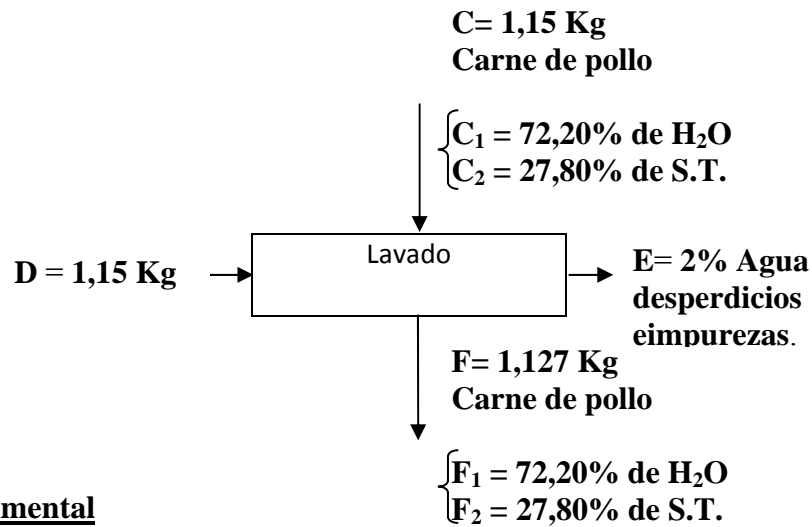 C= 1,15 Kg
Carne de pollo
C₁ = 72,20% de H₂O
C₂ = 27,80% de S.T.
Lavado
D = 1,15 Kg
E= 2% Agua
desperdicios
eimpurezas.
F= 1,127 Kg
Carne de pollo
F₁ = 72,20% de H₂O
F₂ = 27,80% de S.T.
mental